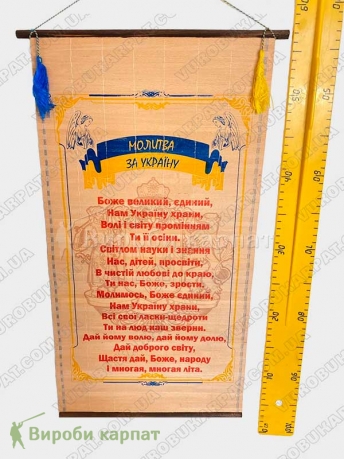 МОЛИТВА
ЗА УКРАЇНУ
Боже великий, єдиний,
Нам Україну храни,
Волі і світу промінням
Ти її осіни.
Світлом науки і знання
Нас, дітей, просвіти,
В чистій любові до краю,
Ти нас, Боже, зрости.
Молимось, Боже єдиний,
Нам Україну храни,
Всі свої ласки-щедроти
Ти на люд наш зверни.
Дай йому волю, дай йому долю,
Дай доброго світу,
Щастя дай, Боже, народу
і многая, многая літа.
Вироби карпат